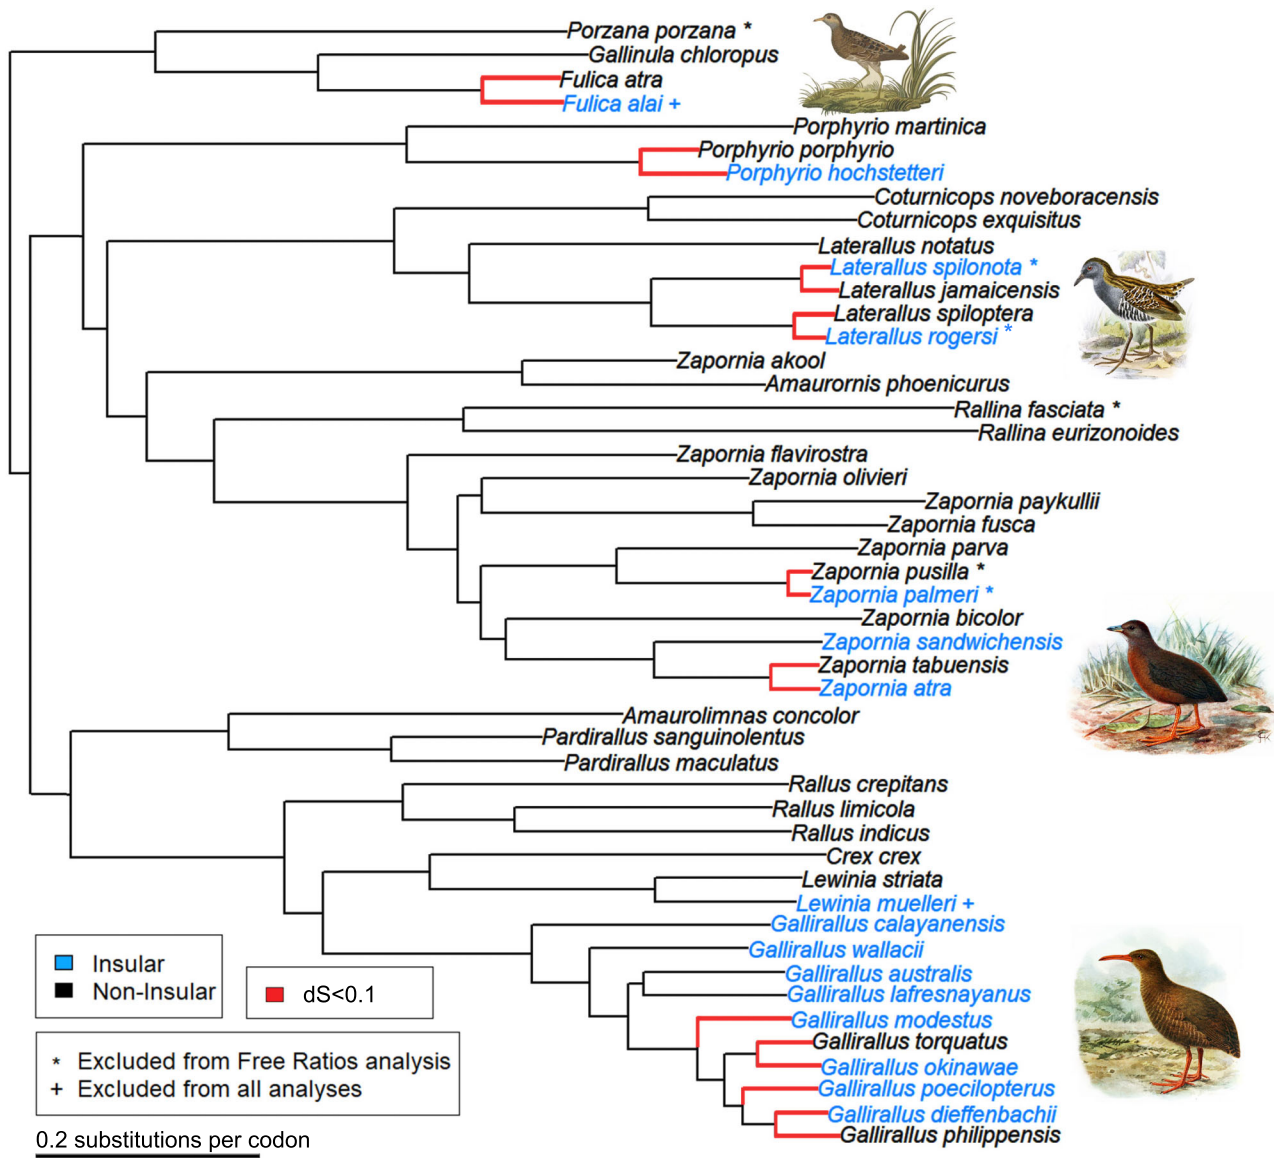 Porzana porzana *
Gallinula chloropus
Fulica atra
Fulica alai +
Porphyrio martinica
Porphyrio porphyrio
Porphyrio hochstetteri
Coturnicops noveboracensis
Coturnicops exquisitus
Laterallus notatus
Laterallus spilonota *
Laterallus jamaicensis
Laterallus spiloptera
Laterallus rogersi *
Zapornia akool
Amaurornis phoenicurus
Rallina fasciata *
Rallina eurizonoides
Zapornia flavirostra
Zapornia olivieri
Zapornia paykullii
Zapornia fusca
Zapornia parva
Zapornia pusilla *
Zapornia palmeri *
Zapornia bicolor
Zapornia sandwichensis
Zapornia tabuensis
Zapornia atra
Amaurolimnas concolor
Pardirallus sanguinolentus
Pardirallus maculatus
Rallus crepitans
Rallus limicola
Rallus indicus
Crex crex
Lewinia striata
Lewinia muelleri +
Gallirallus calayanensis
Gallirallus wallacii
Gallirallus australis
Gallirallus lafresnayanus
Gallirallus modestus
Gallirallus torquatus
Gallirallus okinawae
Gallirallus poecilopterus
Gallirallus dieffenbachii
Gallirallus philippensis
Insular
Non-Insular
dS<0.1
* Excluded from Free Ratios analysis
+ Excluded from all analyses
0.2 substitutions per codon